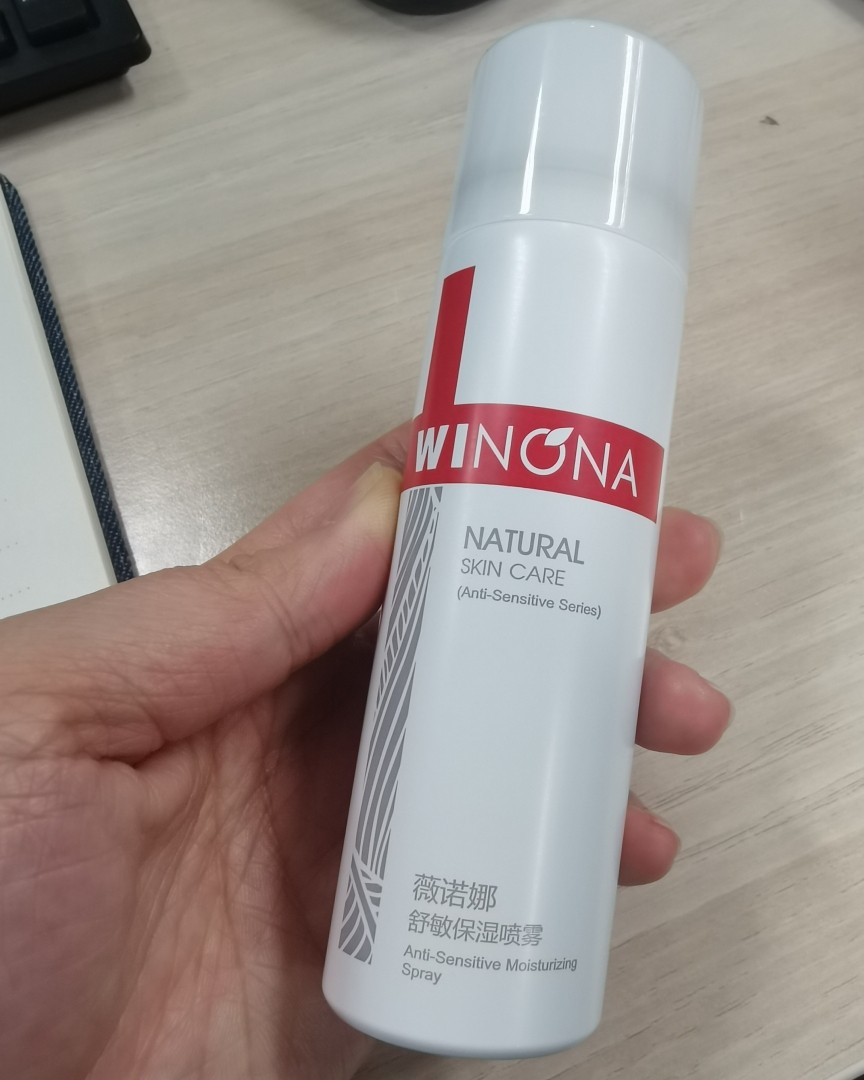 WINONA
NATURAL
SKIN CARE
(Anti-Sensitive Series)
薇诺娜
舒敏保湿喷雾
Anti-Sensitive Moisturizing
Spray